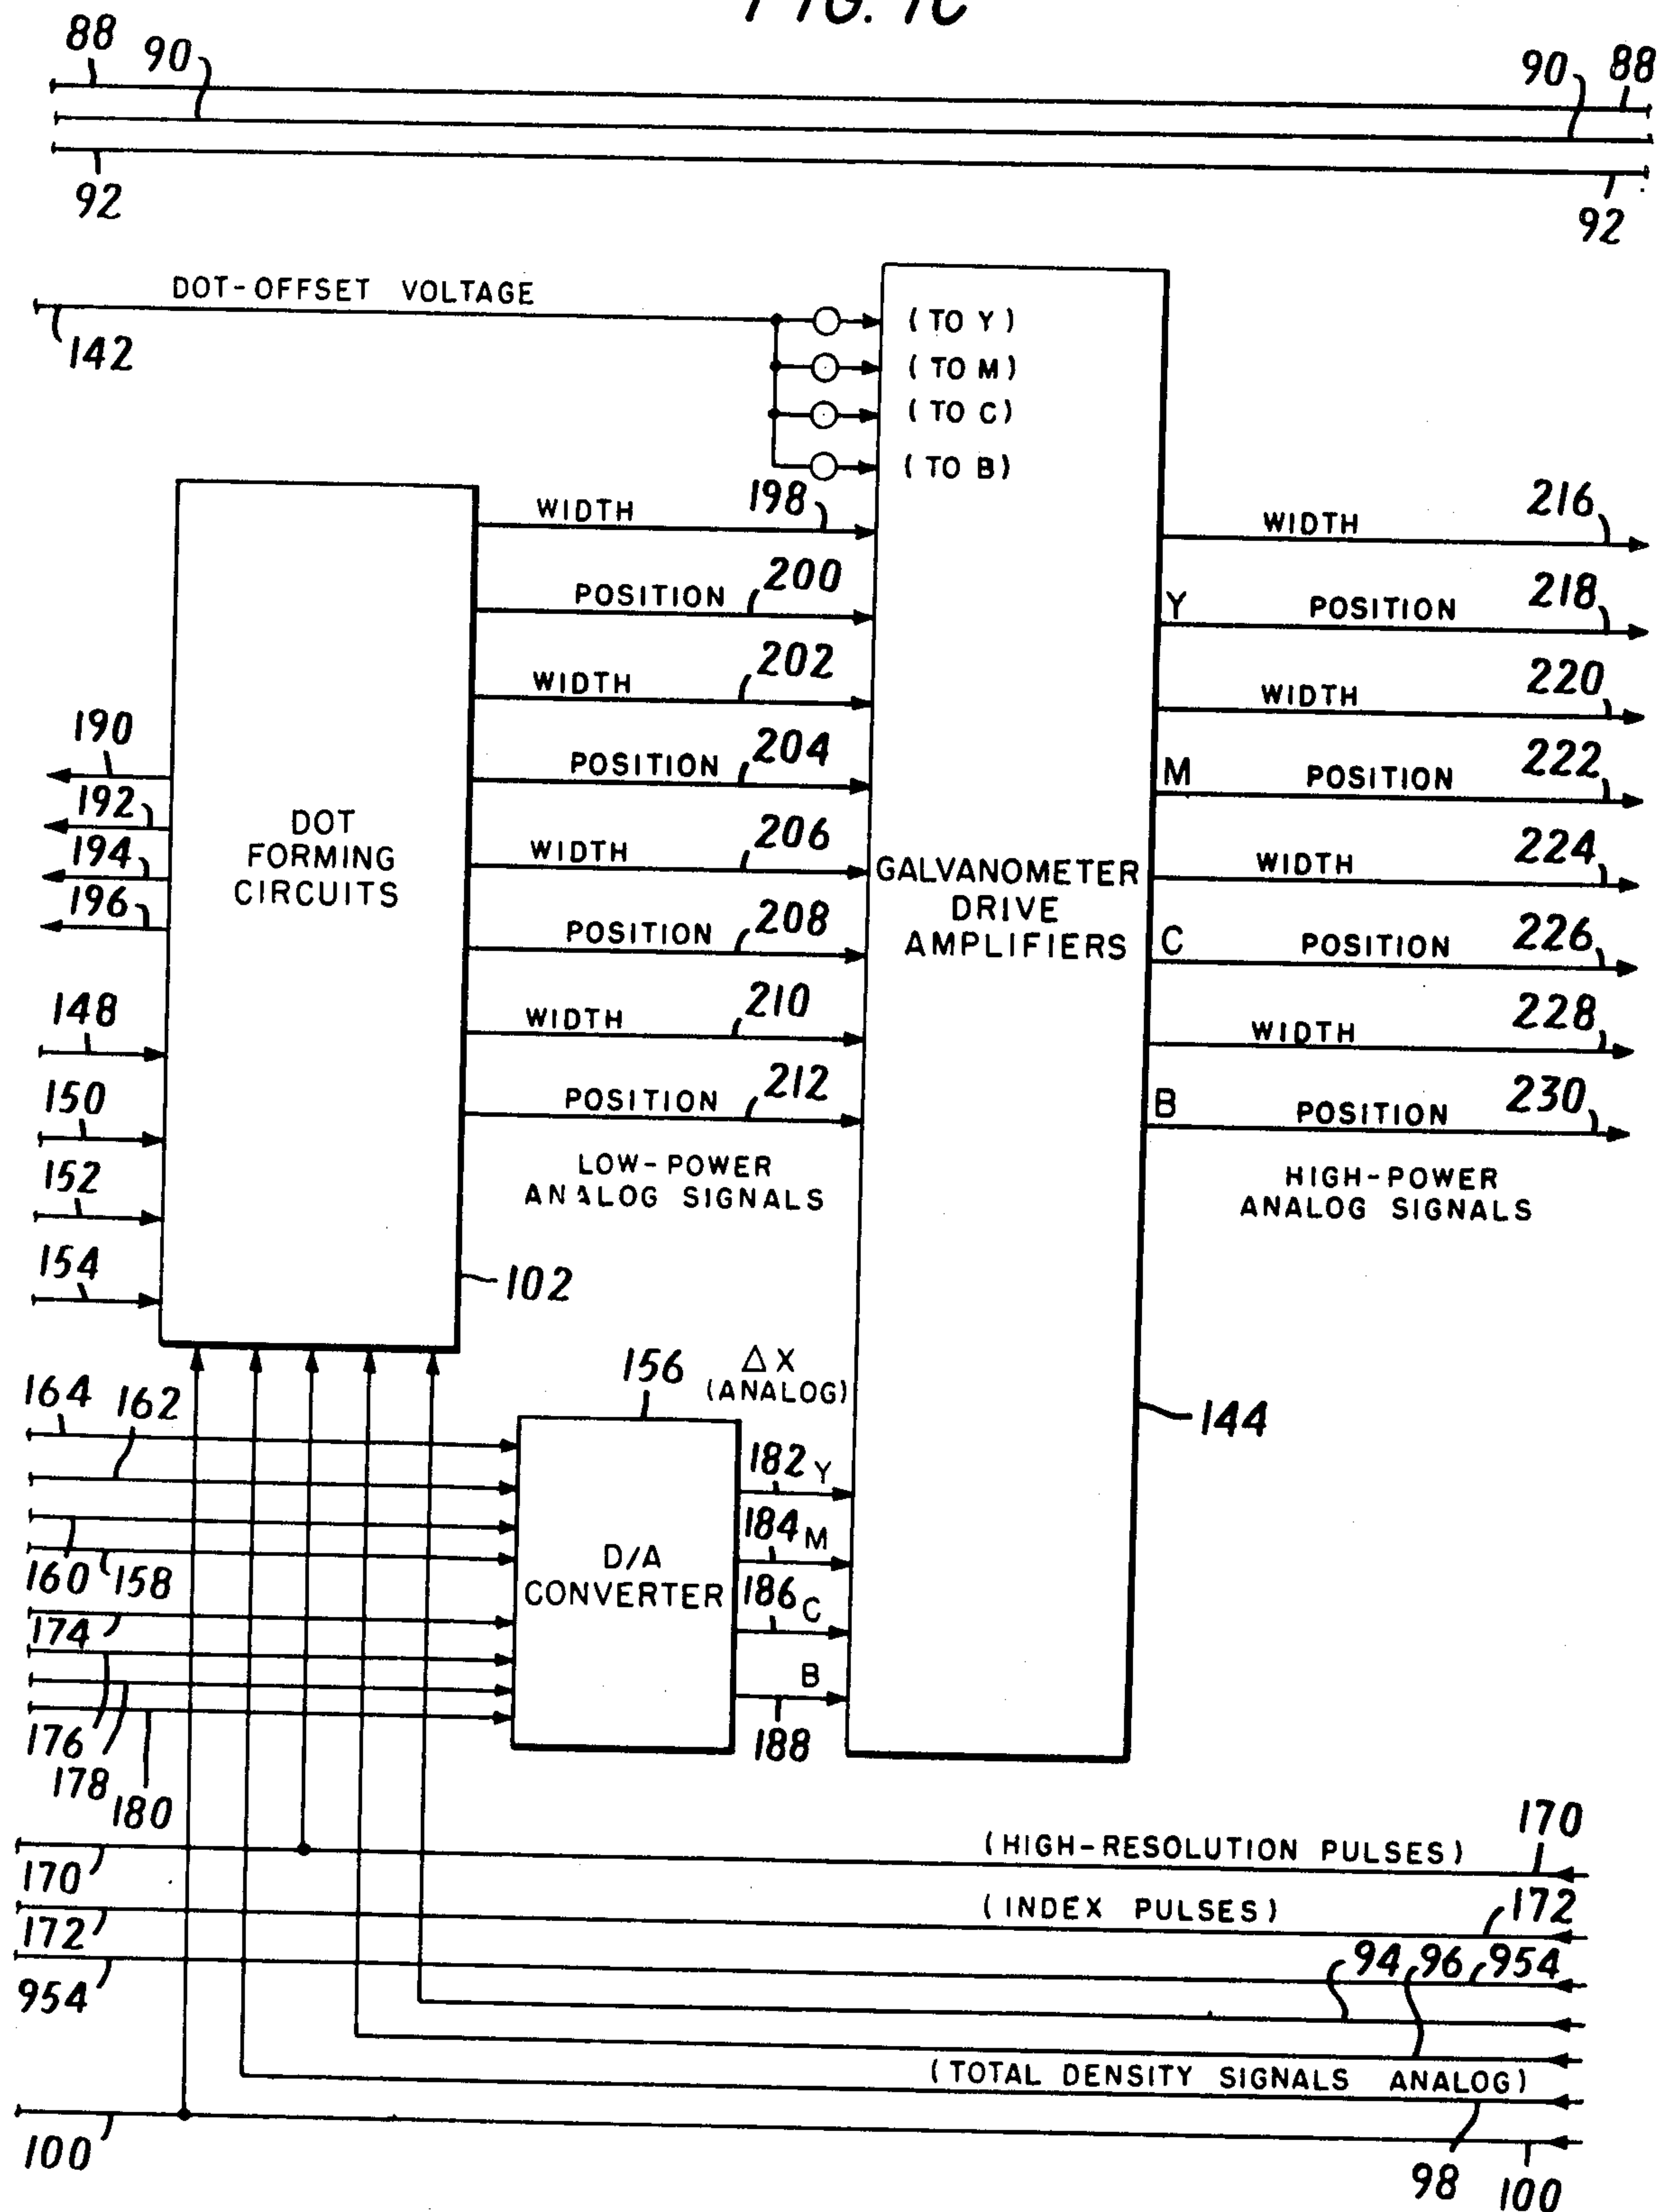 FIG. 1C
88 90 90 88
92 92
DOT-OFFSET VOLTAGE
142
(TO Y)
(TO M)
(TO C)
(TO B)
WIDTH 198
POSITION 200
WIDTH 202
POSITION 204
WIDTH 206
POSITION 208
WIDTH 210
POSITION 212
LOW-POWER
ANALOG SIGNALS
190
192
194
196
148
150
152
154
DOT
FORMING
CIRCUITS
102
GALVANOMETER
DRIVE
AMPLIFIERS
144
WIDTH 216
Y POSITION 218
WIDTH 220
M POSITION 222
WIDTH 224
C POSITION 226
WIDTH 228
B POSITION 230
HIGH-POWER
ANALOG SIGNALS
164 162
160 158
174
176
178
180
156
D/A
CONVERTER
Δ X
(ANALOG)
182 Y
184 M
186 C
B
188
170 (HIGH-RESOLUTION PULSES) 170
172 (INDEX PULSES) 172
954 94 96 954
(TOTAL DENSITY SIGNALS ANALOG)
100 98 100